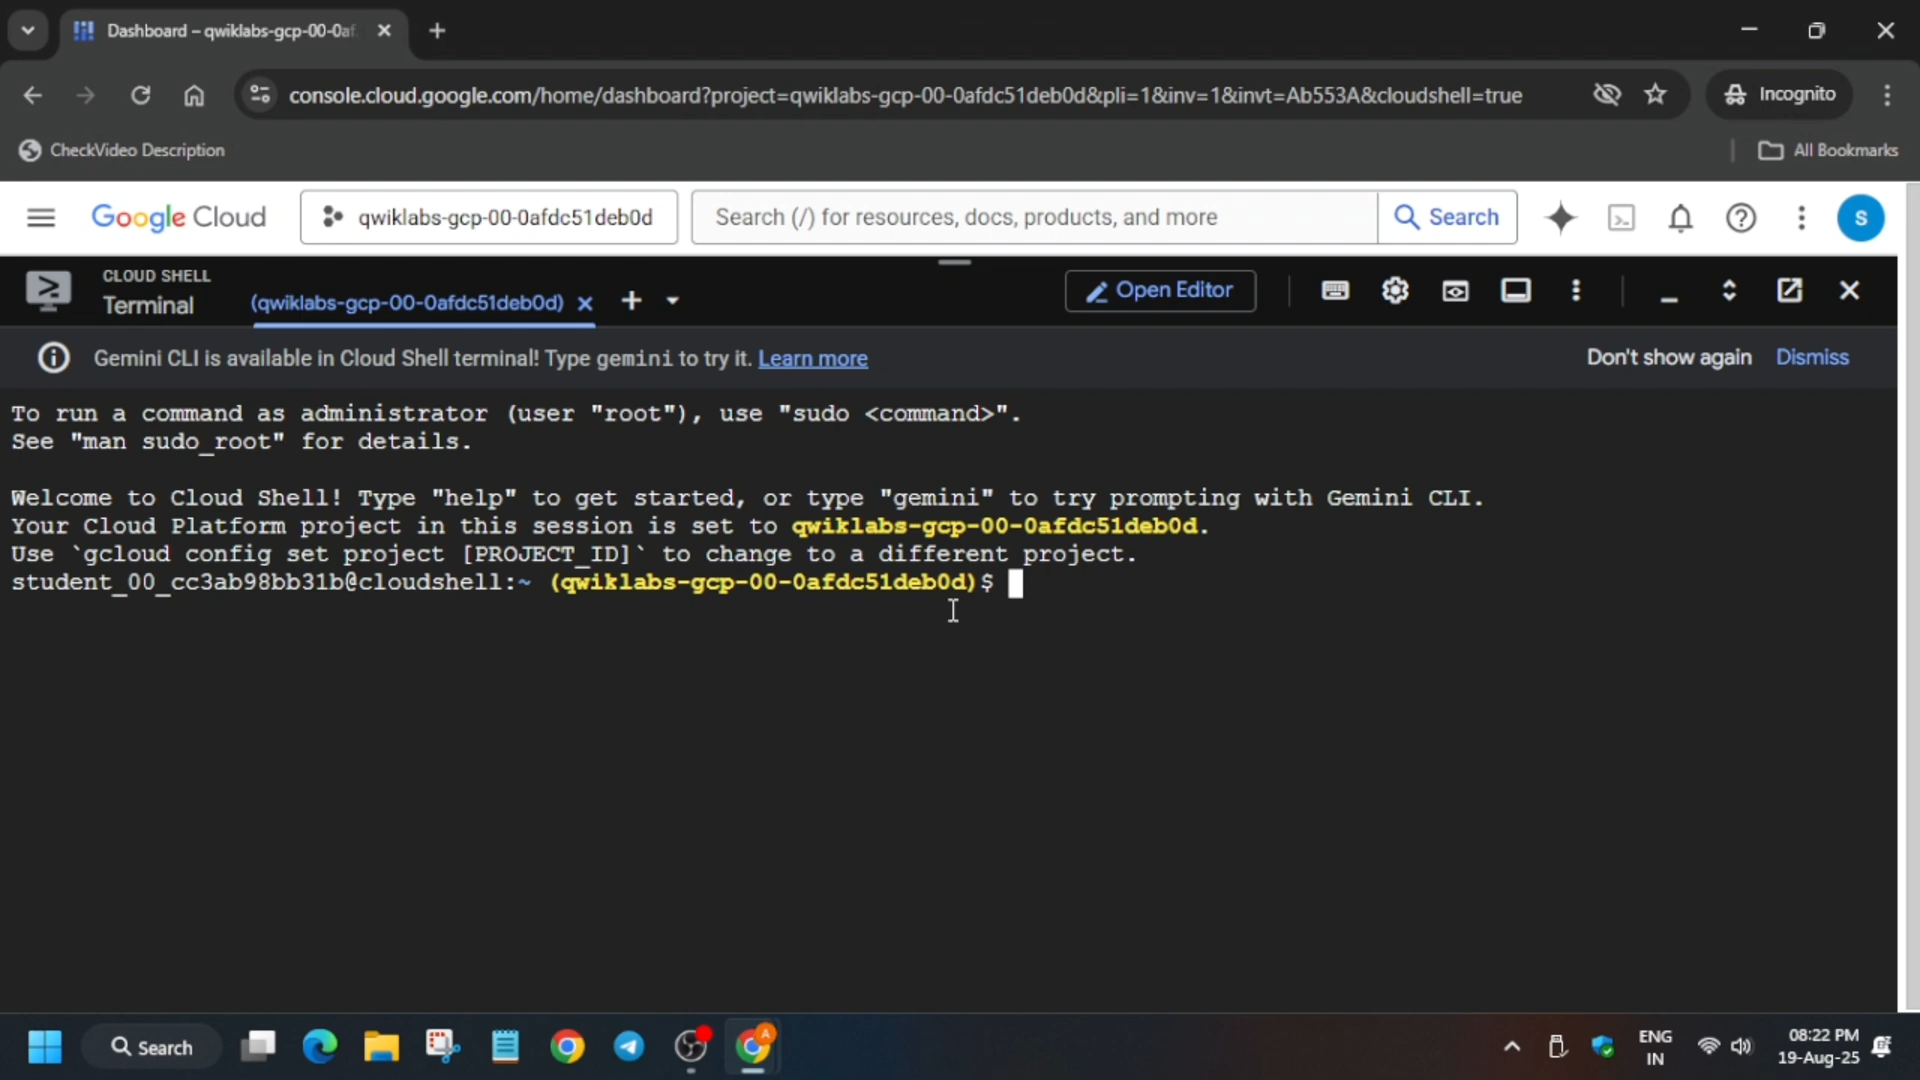 Dashboard – qwiklabs-gcp-00-0af
console.cloud.google.com/home/dashboard?project=qwiklabs-gcp-00-0afdc51deb0d&pli=1&inv=1&invt=Ab553A&cloudshell=true
Incognito
CheckVideo Description
All Bookmarks
Google Cloud
qwiklabs-gcp-00-0afdc51deb0d
Search (/) for resources, docs, products, and more
Search
S
CLOUD SHELL
Terminal
(qwiklabs-gcp-00-0afdc51deb0d)
Open Editor
Gemini CLI is available in Cloud Shell terminal! Type gemini to try it. Learn more
Don't show again
Dismiss
To run a command as administrator (user "root"), use "sudo <command>".
See "man sudo_root" for details.
Welcome to Cloud Shell! Type "help" to get started, or type "gemini" to try prompting with Gemini CLI.
Your Cloud Platform project in this session is set to qwiklabs-gcp-00-0afdc51deb0d.
Use `gcloud config set project [PROJECT_ID]` to change to a different project.
student_00_cc3ab98bb31b@cloudshell:~ (qwiklabs-gcp-00-0afdc51deb0d)$
Search
A
ENG
IN
08:22 PM
19-Aug-25